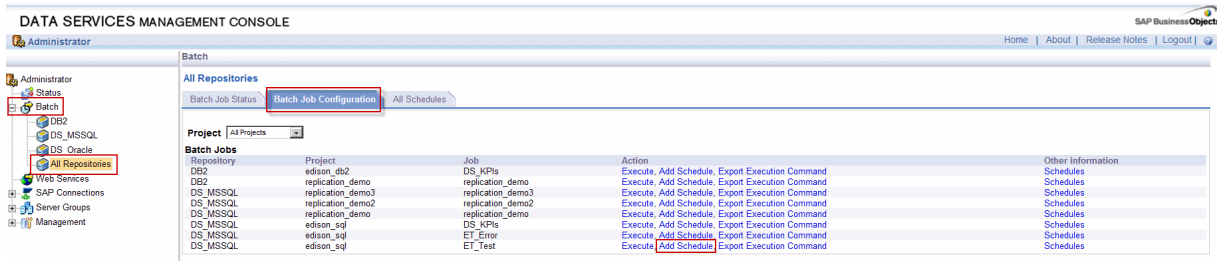 DATA SERVICES MANAGEMENT CONSOLE
SAP BusinessObjects
Administrator
Home | About | Release Notes | Logout |
Batch
Administrator
Status
Batch
DB2
DS_MSSQL
DS_Oracle
All Repositories
Web Services
SAP Connections
Server Groups
Management
All Repositories
Batch Job Status Batch Job Configuration All Schedules
Project All Projects
Batch Jobs
Repository Project Job Action Other information
DB2 edison_db2 DS_KPIs Execute, Add Schedule, Export Execution Command Schedules
DB2 replication_demo replication_demo Execute, Add Schedule, Export Execution Command Schedules
DS_MSSQL replication_demo3 replication_demo3 Execute, Add Schedule, Export Execution Command Schedules
DS_MSSQL replication_demo2 replication_demo2 Execute, Add Schedule, Export Execution Command Schedules
DS_MSSQL replication_demo replication_demo Execute, Add Schedule, Export Execution Command Schedules
DS_MSSQL edison_sql DS_KPIs Execute, Add Schedule, Export Execution Command Schedules
DS_MSSQL edison_sql ET_Error Execute, Add Schedule, Export Execution Command Schedules
DS_MSSQL edison_sql ET_Test Execute, Add Schedule, Export Execution Command Schedules